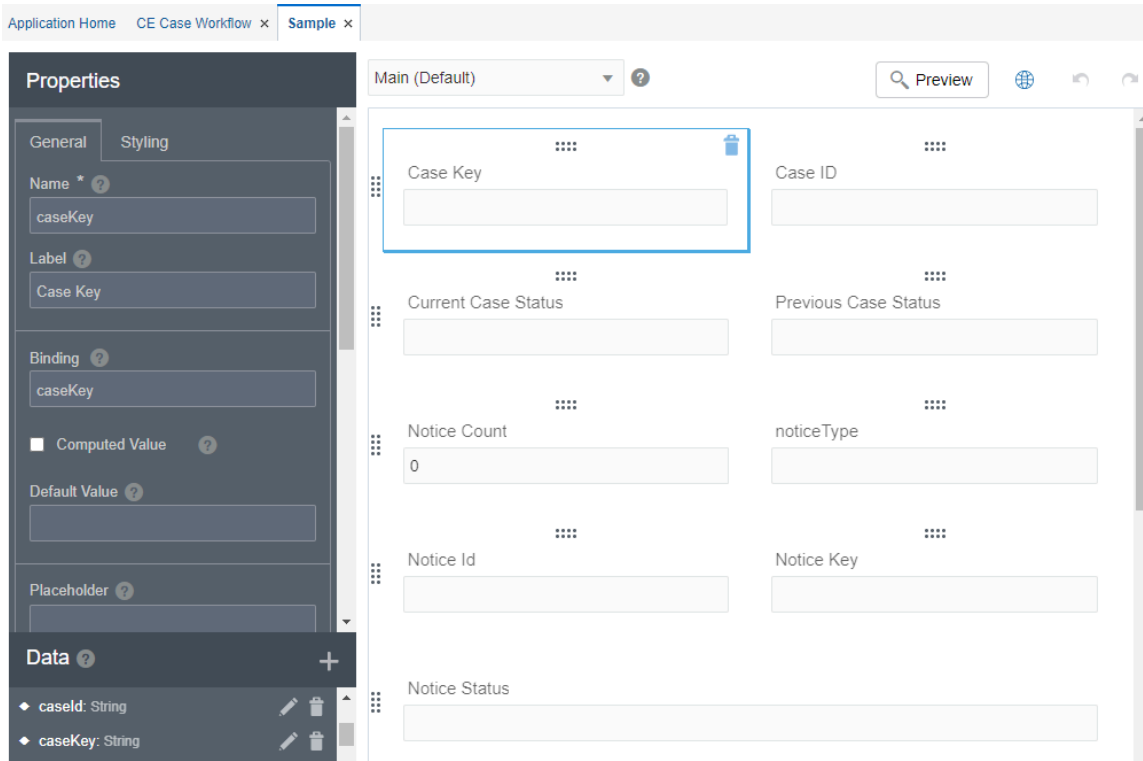 Application Home CE Case Workflow × Sample ×
Properties
General Styling
Name * ?
caseKey
Label ?
Case Key
Binding ?
caseKey
Computed Value ?
Default Value ?
Placeholder ?
Data ? +
caseId: String
caseKey: String
Main (Default) ?
Preview
Case Key Case ID
Current Case Status Previous Case Status
Notice Count noticeType
0
Notice Id Notice Key
Notice Status